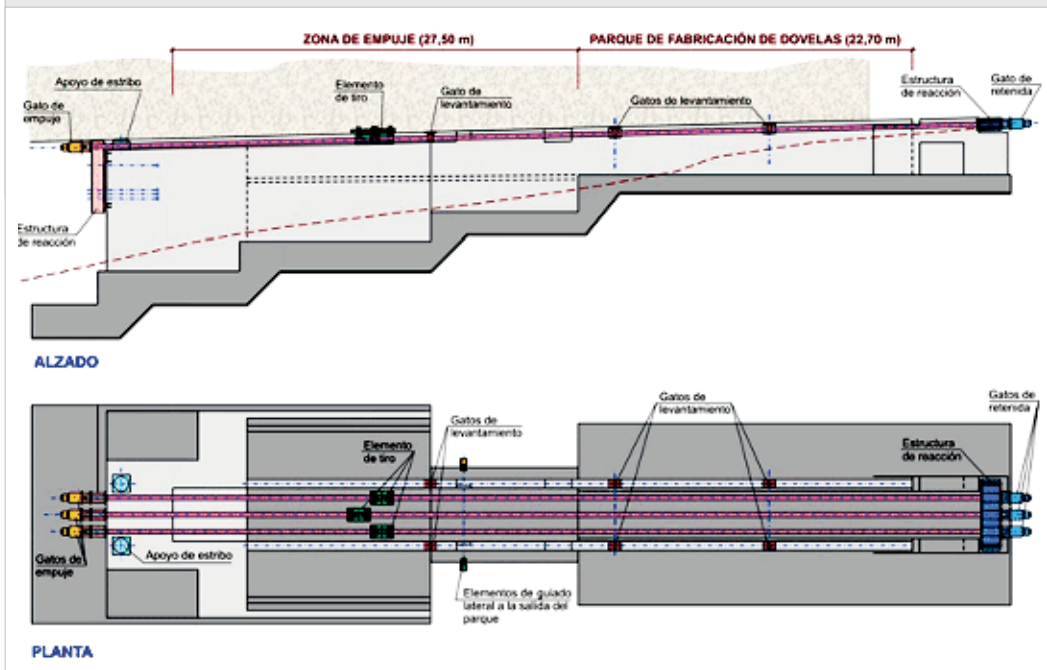 ZONA DE EMPUJE (27,50 m)
PARQUE DE FABRICACIÓN DE DOVELAS (22,70 m)
Apoyo de estribo
Gato de
empuje
Elemento
de tiro
Gato de
levantamiento
Gatos de levantamiento
Estructura
de reacción
Gato de
retenida
Estructura
de reacción
ALZADO
Gatos de
levantamiento
Elemento
de tiro
Gatos de
levantamiento
Gatos de
retenida
Estructura
de reacción
Gatos de
empuje
Apoyo de estribo
Elementos de guiado
lateral a la salida del
parque
PLANTA